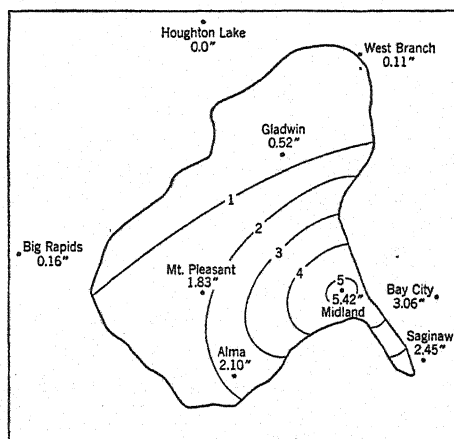 Houghton Lake
0.0"
West Branch
0.11"
Gladwin
0.52"
1
2
Big Rapids
0.16"
3
Mt. Pleasant
1.83"
4
5
5.42"
Midland
Bay City
3.06"
Saginaw
2.45"
Alma
2.10"